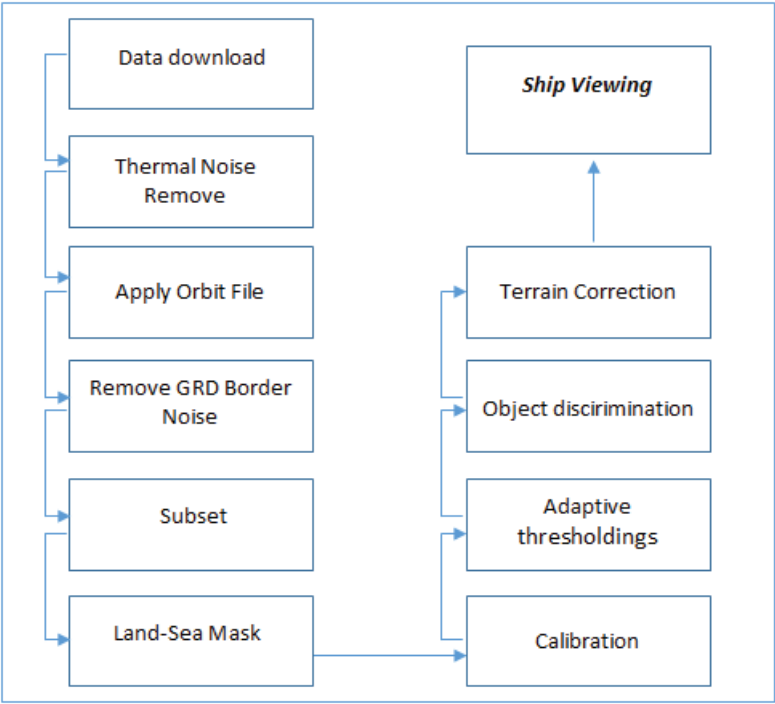 Data download
Thermal Noise
Remove
Apply Orbit File
Remove GRD Border
Noise
Subset
Land-Sea Mask
Calibration
Adaptive
thresholdings
Object discirimination
Terrain Correction
Ship Viewing